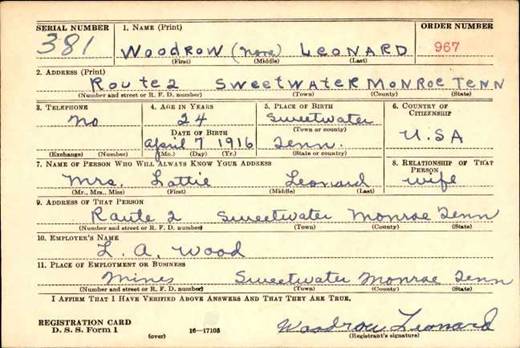 SERIAL NUMBER 1. NAME (Print) ORDER NUMBER
381 WOODROW (None) LEONARD 967
(First) (Middle) (Last)
2. ADDRESS (Print)
Route 2 SWEETWATER MONROE TENN
(Number and street or R. F. D. number) (Town) (County) (State)
3. TELEPHONE 4. AGE IN YEARS 5. PLACE OF BIRTH 6. COUNTRY OF CITIZENSHIP
no 24 Sweetwater
DATE OF BIRTH (Town or county) U.S.A
April 7 1916 Tenn.
(Exchange) (Number) (Mo.) (Day) (Yr.) (State or country)
7. NAME OF PERSON WHO WILL ALWAYS KNOW YOUR ADDRESS 8. RELATIONSHIP OF THAT PERSON
Mrs. Lottie Leonard wife
(Mr., Mrs., Miss) (First) (Middle) (Last)
9. ADDRESS OF THAT PERSON
Route 2 Sweetwater Monroe Tenn
(Number and street or R. F. D. number) (Town) (County) (State)
10. EMPLOYER'S NAME
L. A. Wood
11. PLACE OF EMPLOYMENT OR BUSINESS
Mines Sweetwater Monroe Tenn
(Number and street or R. F. D. number) (Town) (County) (State)
I AFFIRM THAT I HAVE VERIFIED ABOVE ANSWERS AND THAT THEY ARE TRUE.
REGISTRATION CARD
D. S. S. Form 1 (over) 16—17105 Woodrow Leonard
(Registrant's signature)